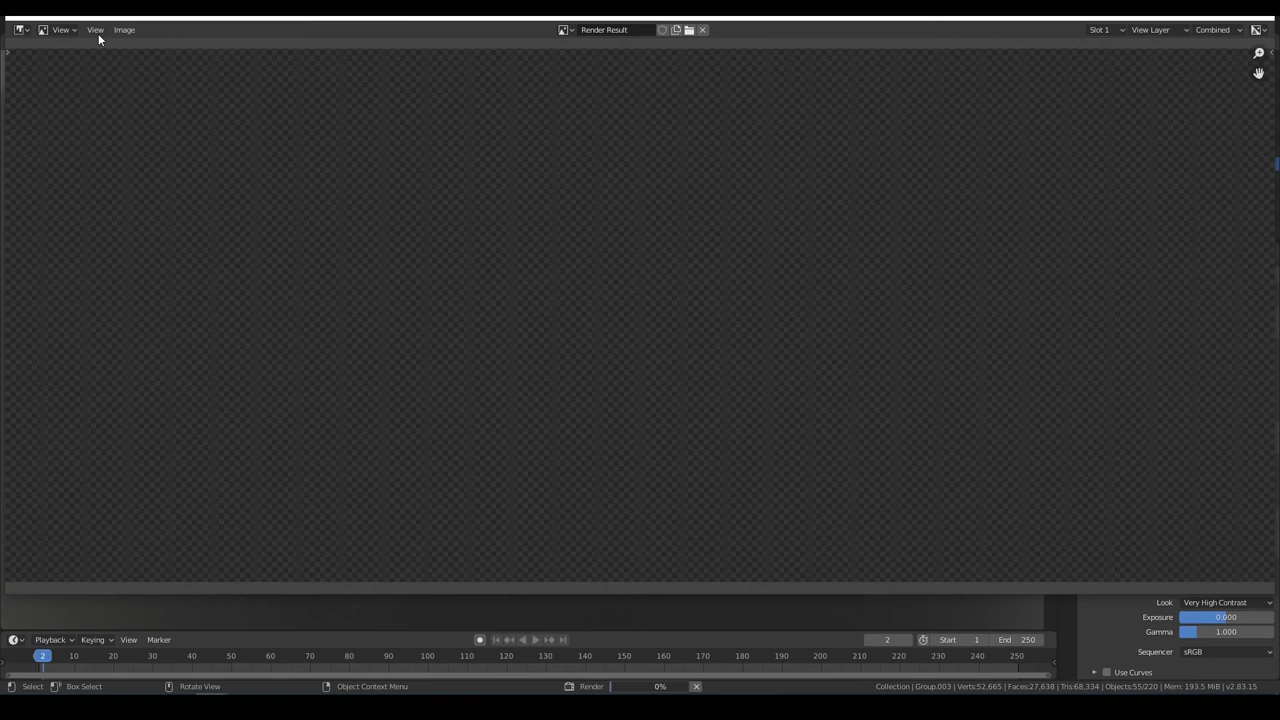 View View Image Render Result Slot 1 View Layer Combined
Look Very High Contrast
Exposure 0.000
Gamma 1.000
Sequencer sRGB
Use Curves
Playback Keying View Marker 2 Start 1 End 250
2 10 20 30 40 50 60 70 80 90 100 110 120 130 140 150 160 170 180 190 200 210 220 230 240 250
Select Box Select Rotate View Object Context Menu Render 0% Collection | Group.003 | Verts:52,665 | Faces:27,638 | Tris:68,334 | Objects:55/220 | Mem: 193.5 MiB | v2.83.15